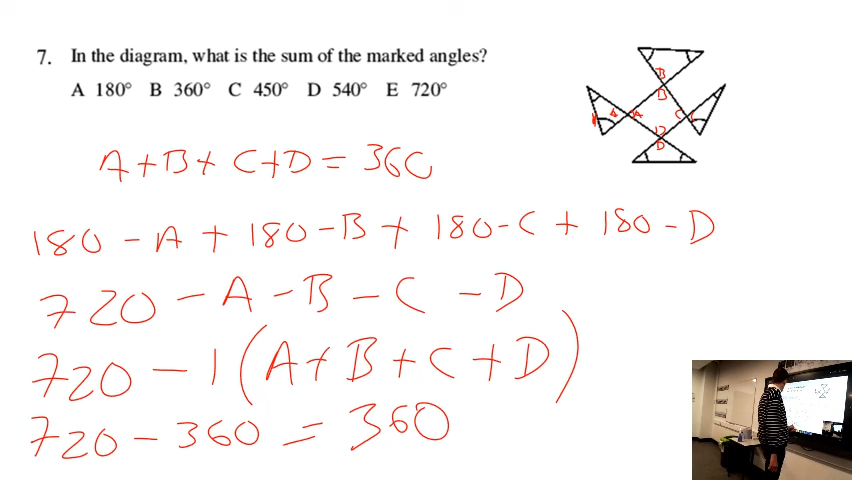 7. In the diagram, what is the sum of the marked angles?
A 180° B 360° C 450° D 540° E 720°
B
B
A A C
D
D
A+B+C+D=360
180-A+180-B+180-C+180-D
720-A-B-C-D
720-1(A+B+C+D)
720-360=360